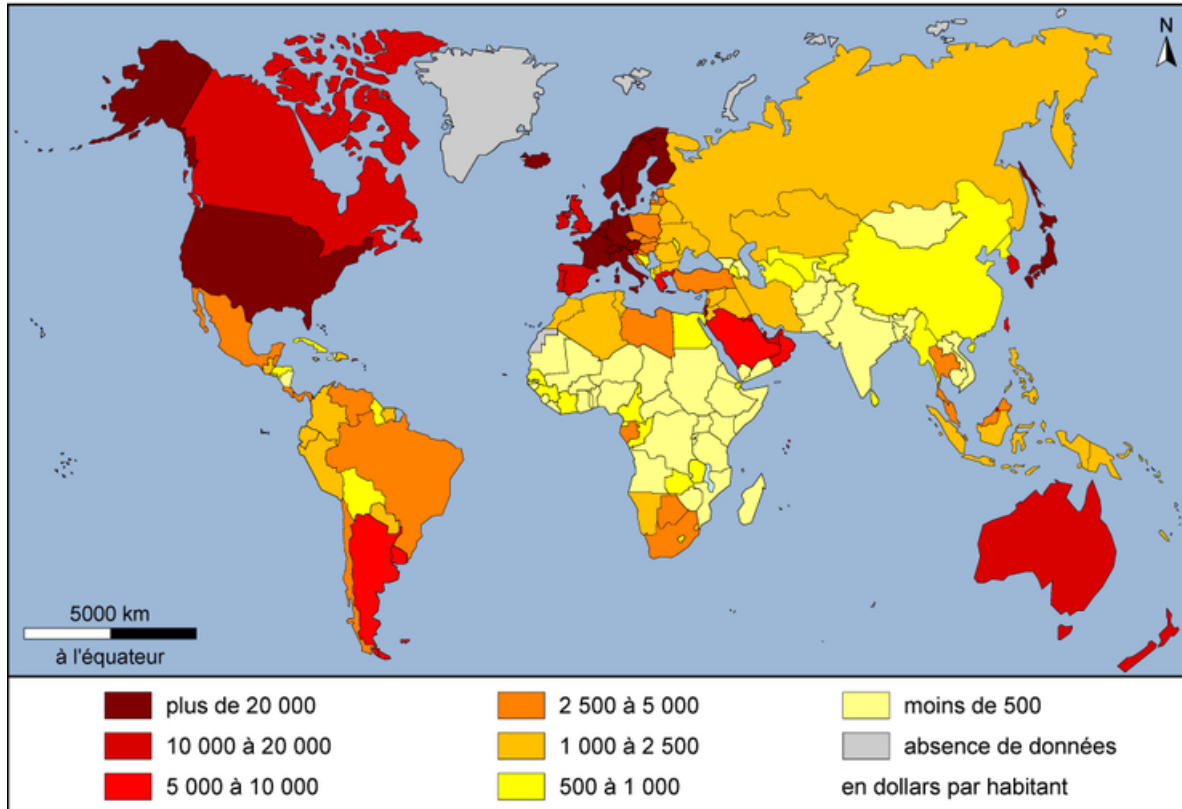 N
5000 km
à l'équateur
plus de 20 000
2 500 à 5 000
moins de 500
10 000 à 20 000
1 000 à 2 500
absence de données
5 000 à 10 000
500 à 1 000
en dollars par habitant